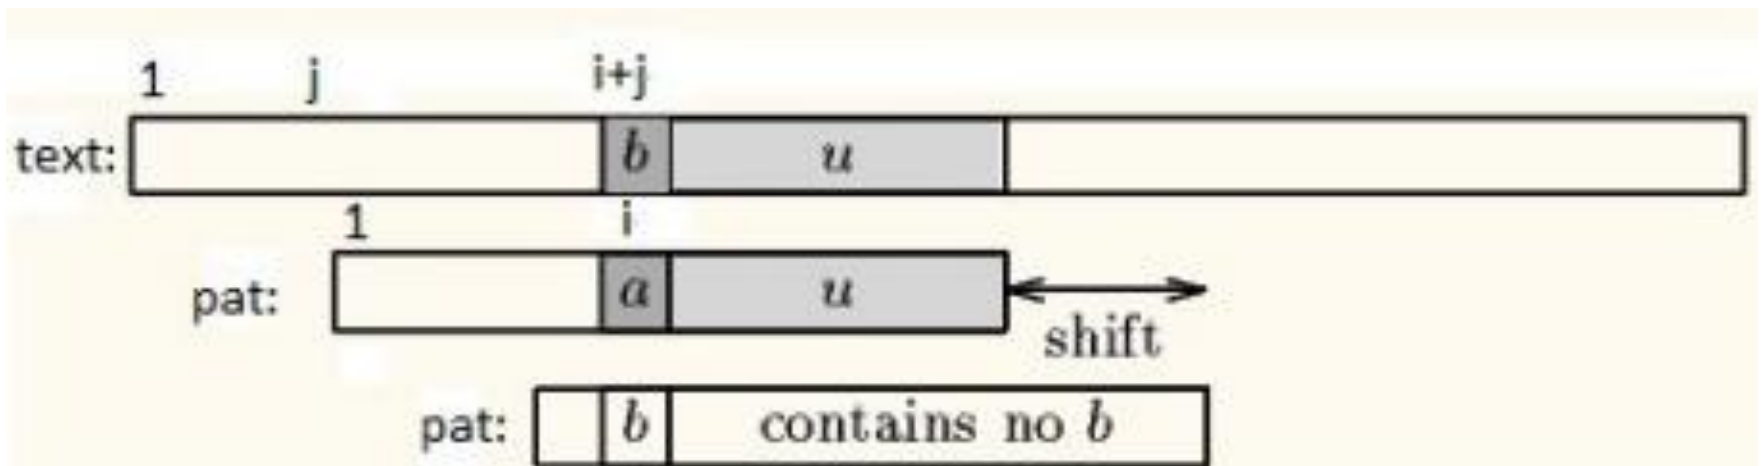 1 j i+j
text: b u
1 i
pat: a u
shift
pat: b contains no b